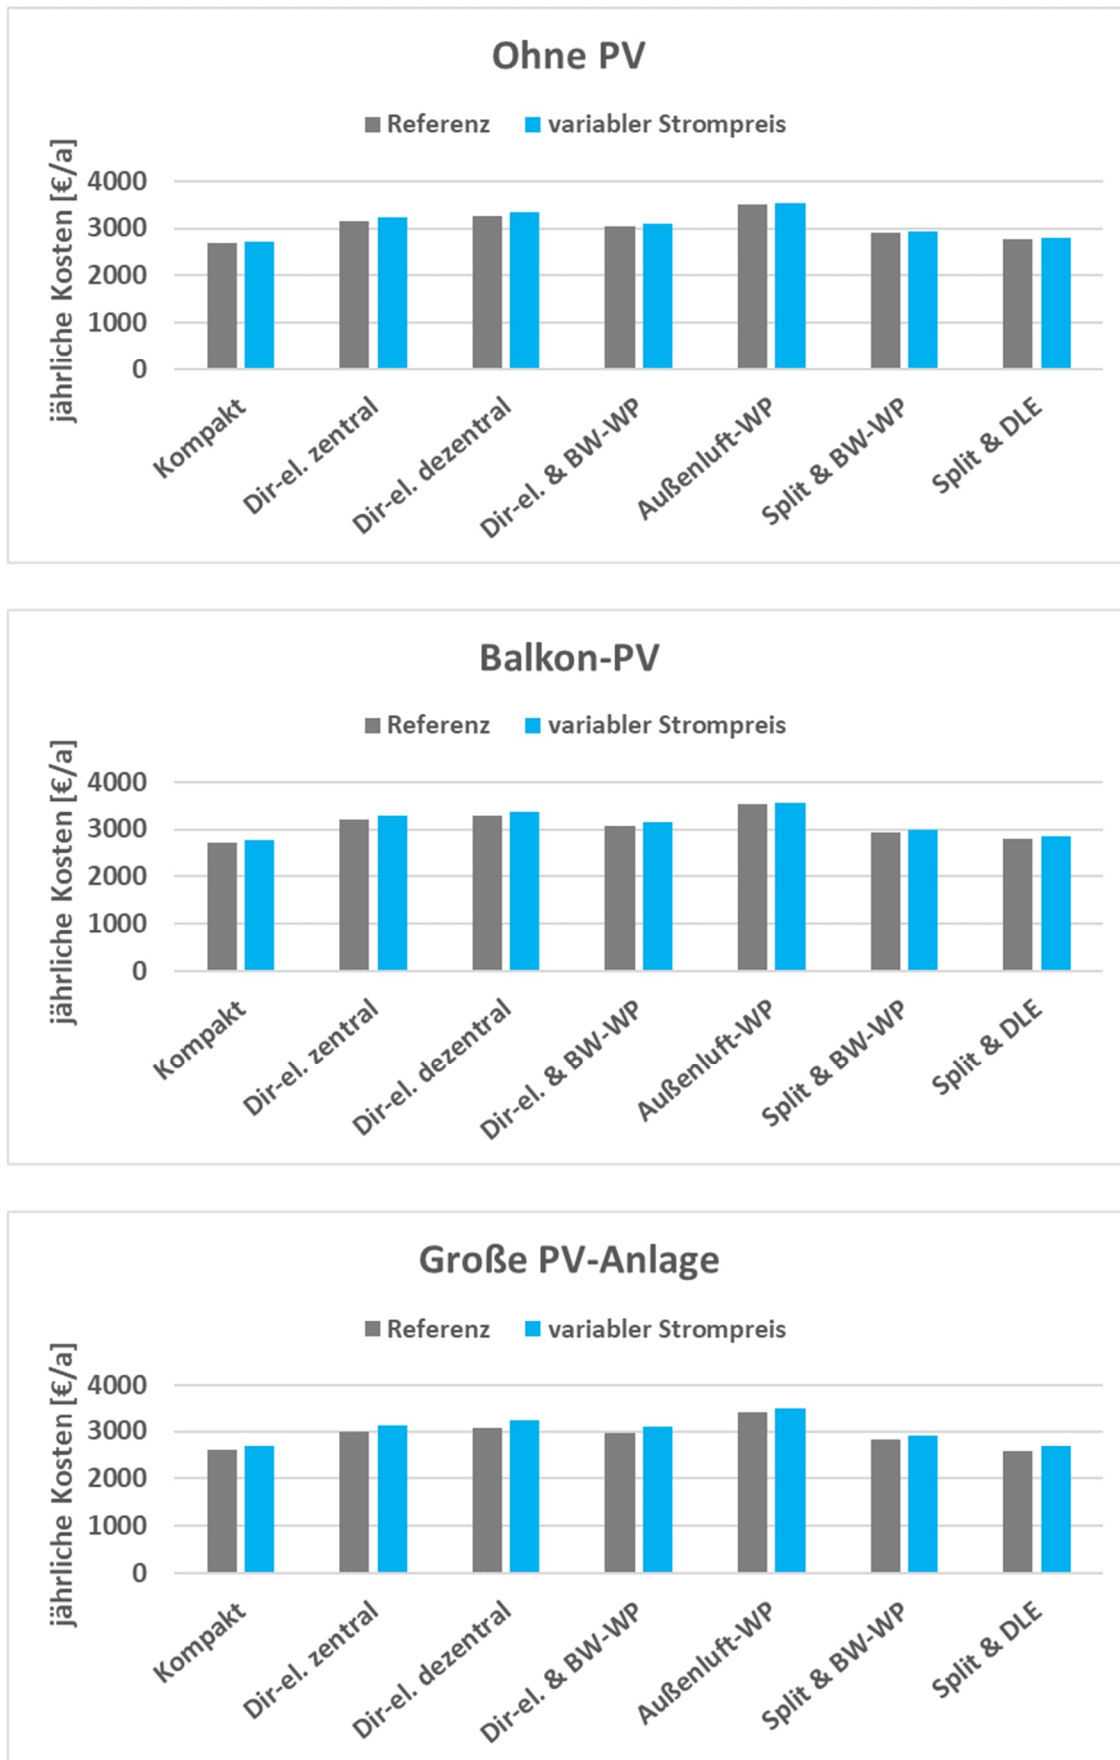 Ohne PV
Referenz variabler Strompreis
jährliche Kosten [€/a]
4000
3000
2000
1000
0
Kompakt
Dir-el. zentral
Dir-el. dezentral
Dir-el. & BW-WP
Außenluft-WP
Split & BW-WP
Split & DLE
Balkon-PV
Referenz variabler Strompreis
jährliche Kosten [€/a]
4000
3000
2000
1000
0
Kompakt
Dir-el. zentral
Dir-el. dezentral
Dir-el. & BW-WP
Außenluft-WP
Split & BW-WP
Split & DLE
Große PV-Anlage
Referenz variabler Strompreis
jährliche Kosten [€/a]
4000
3000
2000
1000
0
Kompakt
Dir-el. zentral
Dir-el. dezentral
Dir-el. & BW-WP
Außenluft-WP
Split & BW-WP
Split & DLE